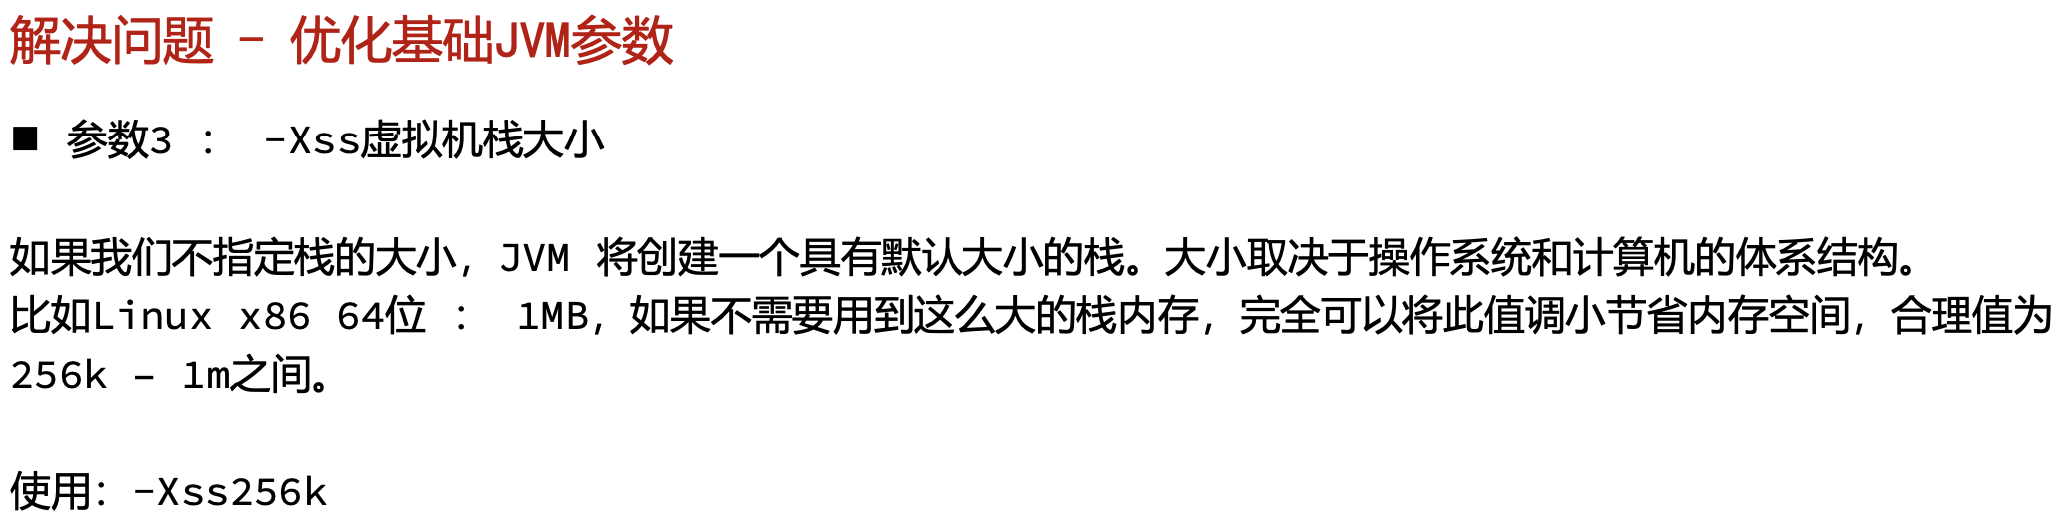 解决问题 - 优化基础JVM参数
■ 参数3 ： -Xss虚拟机栈大小
如果我们不指定栈的大小，JVM 将创建一个具有默认大小的栈。大小取决于操作系统和计算机的体系结构。
比如Linux x86 64位 ： 1MB，如果不需要用到这么大的栈内存，完全可以将此值调小节省内存空间，合理值为
256k – 1m之间。
使用：-Xss256k